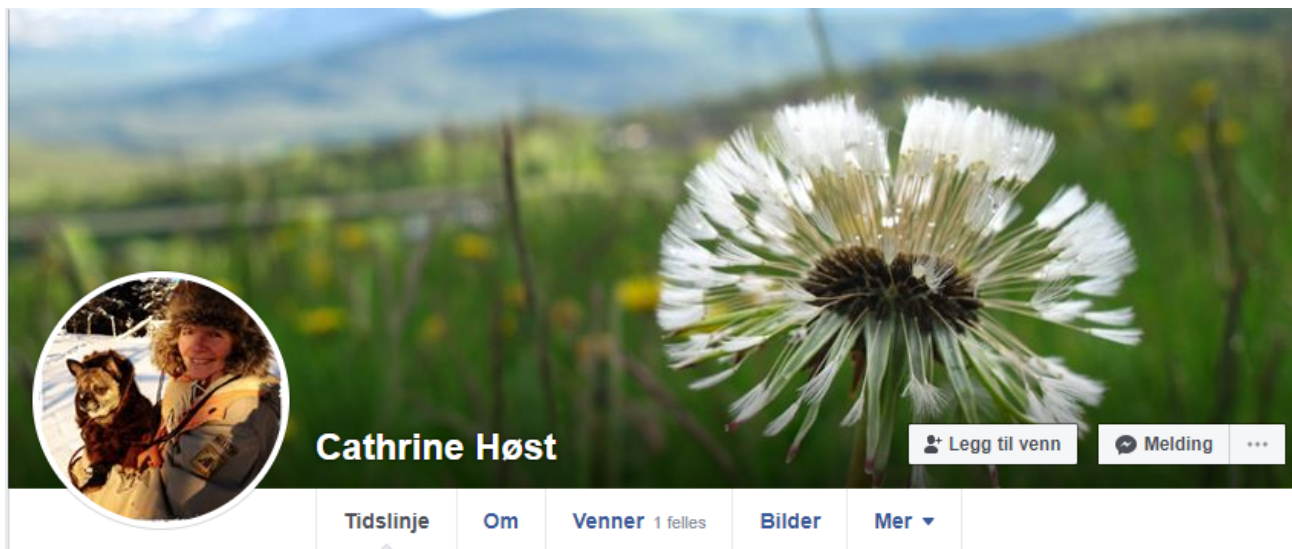 Cathrine Høst
Legg til venn
Melding
Tidslinje
Om
Venner 1 felles
Bilder
Mer